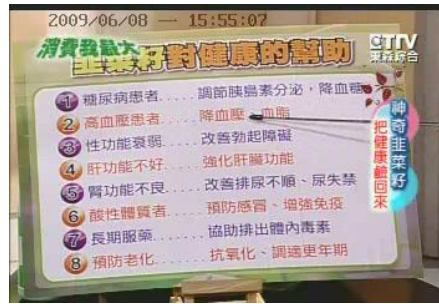 2009/06/08 — 15:55:07
消費我最大
韭菜籽對健康的幫助
ETTV
東森綜合
1 糖尿病患者.....調節胰島素分泌，降血糖
2 高血壓患者.....降血壓、血脂
3 性功能衰弱.....改善勃起障礙
4 肝功能不好.....強化肝臟功能
5 腎功能不良.....改善排尿不順、尿失禁
6 酸性體質者.....預防感冒、增強免疫
7 長期服藥.......協助排出體內毒素
8 預防老化.......抗氧化、調適更年期
神奇韭菜籽
把健康鹼回來